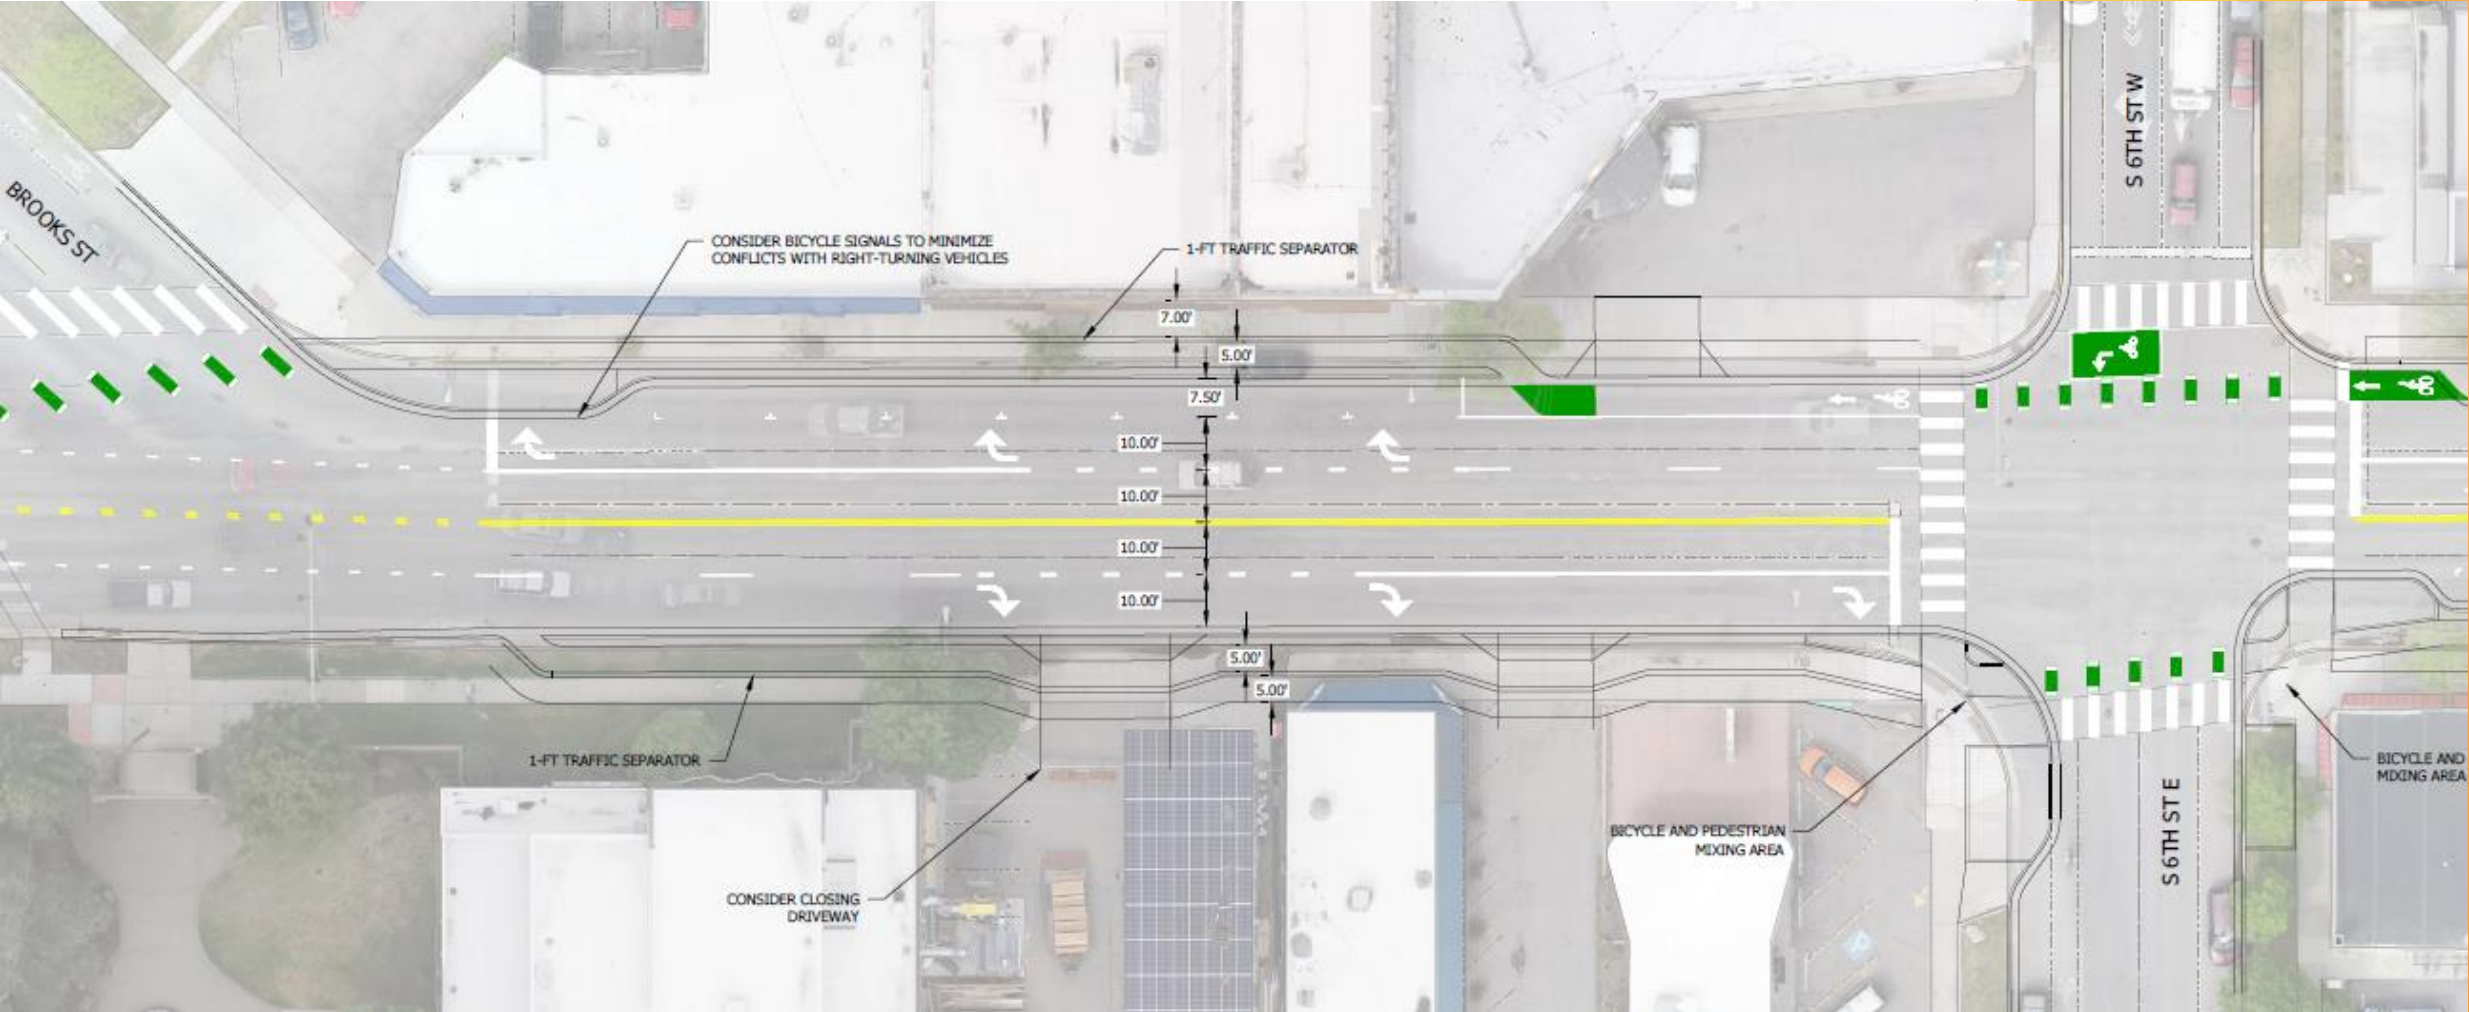 BROOKS ST
CONSIDER BICYCLE SIGNALS TO MINIMIZE
CONFLICTS WITH RIGHT-TURNING VEHICLES
1-FT TRAFFIC SEPARATOR
S 6TH ST W
7.00'
5.00'
7.50'
10.00'
10.00'
10.00'
10.00'
5.00'
5.00'
1-FT TRAFFIC SEPARATOR
CONSIDER CLOSING
DRIVEWAY
BICYCLE AND PEDESTRIAN
MIXING AREA
S 6TH ST E
BICYCLE AND
MIXING AREA